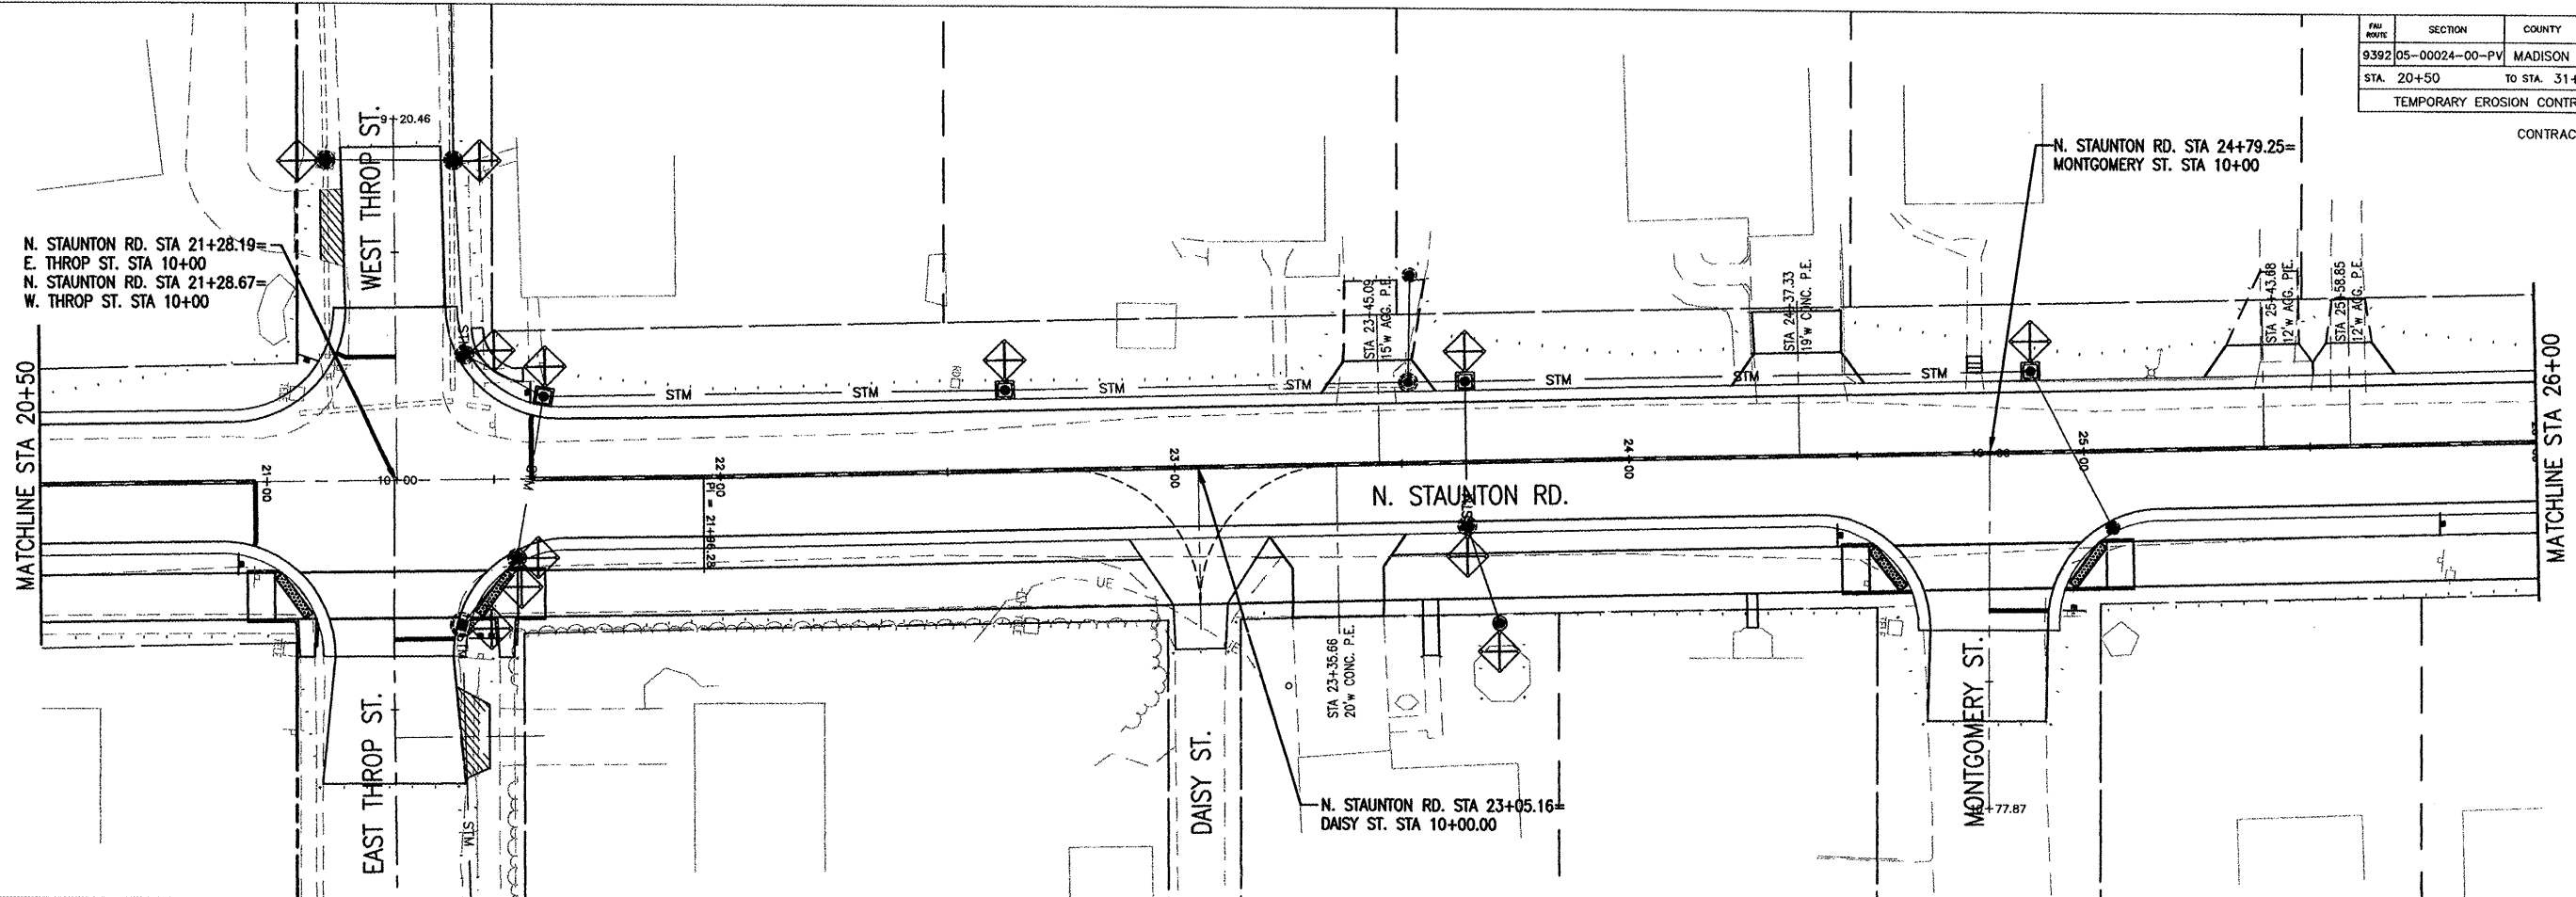 FAU ROUTE SECTION COUNTY
9392 05-00024-00-PV MADISON
STA. 20+50 TO STA. 31+
TEMPORARY EROSION CONTR
CONTRAC
N. STAUNTON RD. STA 24+79.25=
MONTGOMERY ST. STA 10+00
9+20.46
WEST THROP ST.
N. STAUNTON RD. STA 21+28.19=
E. THROP ST. STA 10+00
N. STAUNTON RD. STA 21+28.67=
W. THROP ST. STA 10+00
STA 23+45.09
15'w AGG. P.E.
STA 24+37.33
19'w CONC. P.E.
STA 25+43.68
12'w AGG. P.E.
STA 25+58.85
12'w AGG. P.E.
MATCHLINE STA 20+50
STM
STM
STM
STM
STM
STM
STM
STM
MATCHLINE STA 26+00
21+00
10+00
22+00
PI = 21+96.28
23+00
24+00
25+00
N. STAUNTON RD.
UE
STM
STA 23+35.66
20'w CONC. P.E.
EAST THROP ST.
STM
DAISY ST.
N. STAUNTON RD. STA 23+05.16=
DAISY ST. STA 10+00.00
MONTGOMERY ST.
+77.87